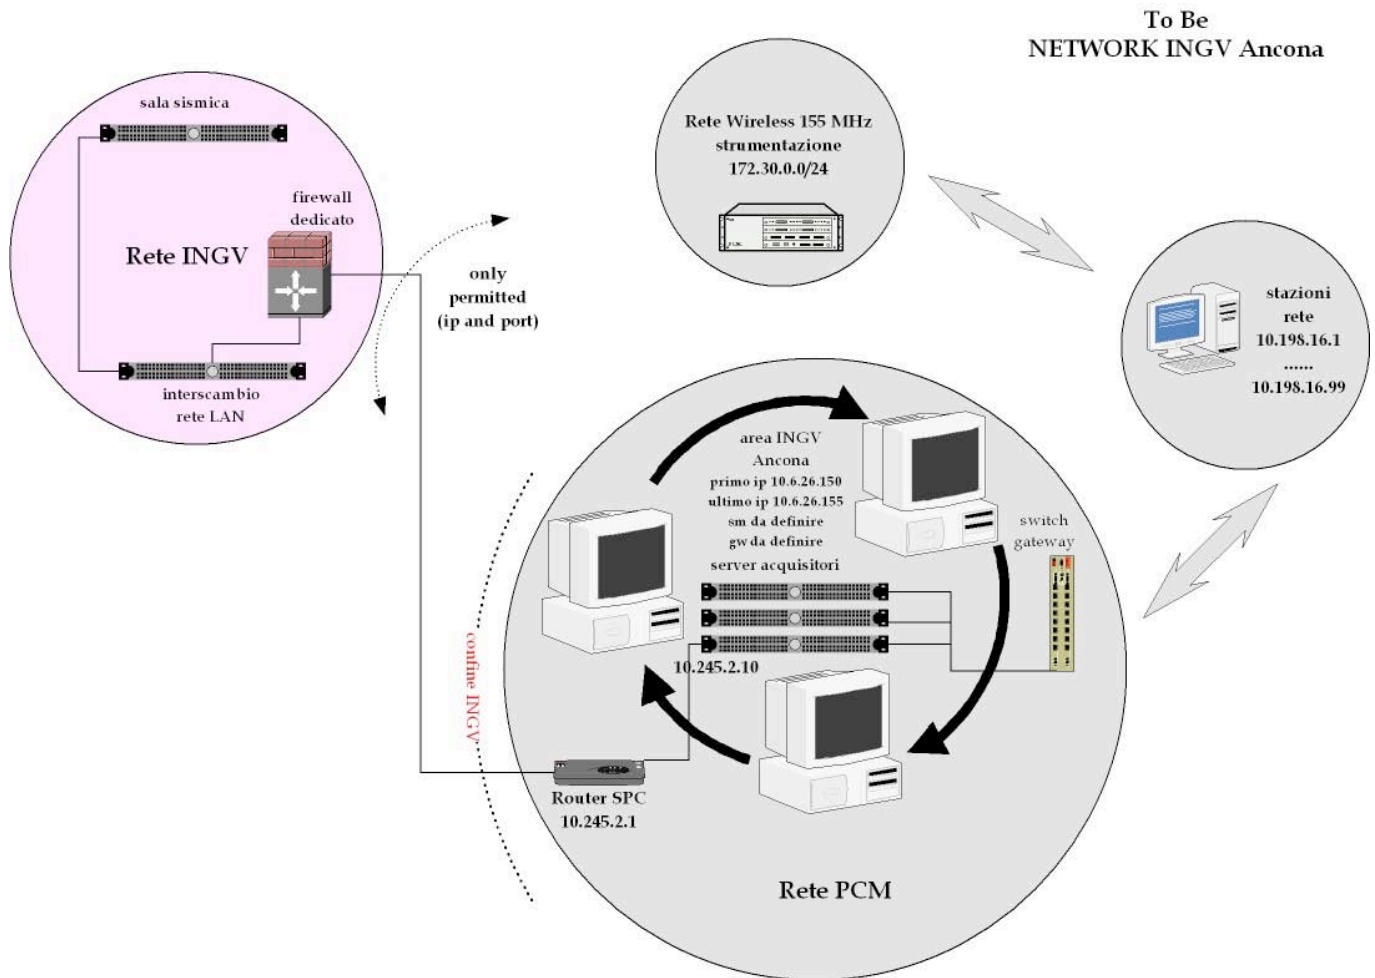 To Be
NETWORK INGV Ancona
sala sismica
firewall
dedicato
Rete INGV
interscambio
rete LAN
only
permitted
(ip and port)
Rete Wireless 155 MHz
strumentazione
172.30.0.0/24
stazioni
rete
10.198.16.1
......
10.198.16.99
area INGV
Ancona
primo ip 10.6.26.150
ultimo ip 10.6.26.155
sm da definire
gw da definire
server acquisitori
switch
gateway
10.245.2.10
confine INGV
Router SPC
10.245.2.1
Rete PCM